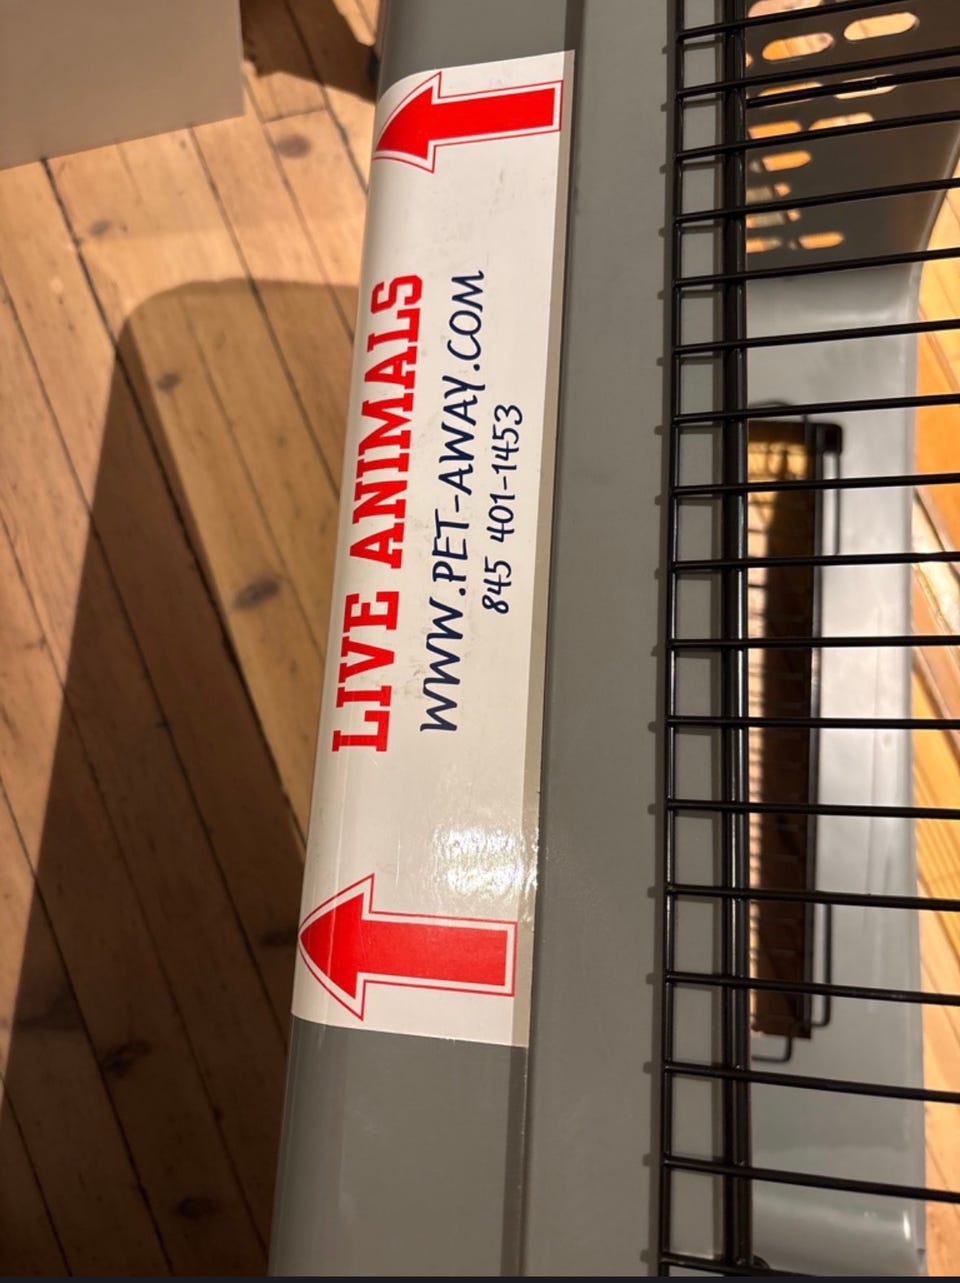 LIVE ANIMALS
WWW.PET-AWAY.COM
845 401-1453